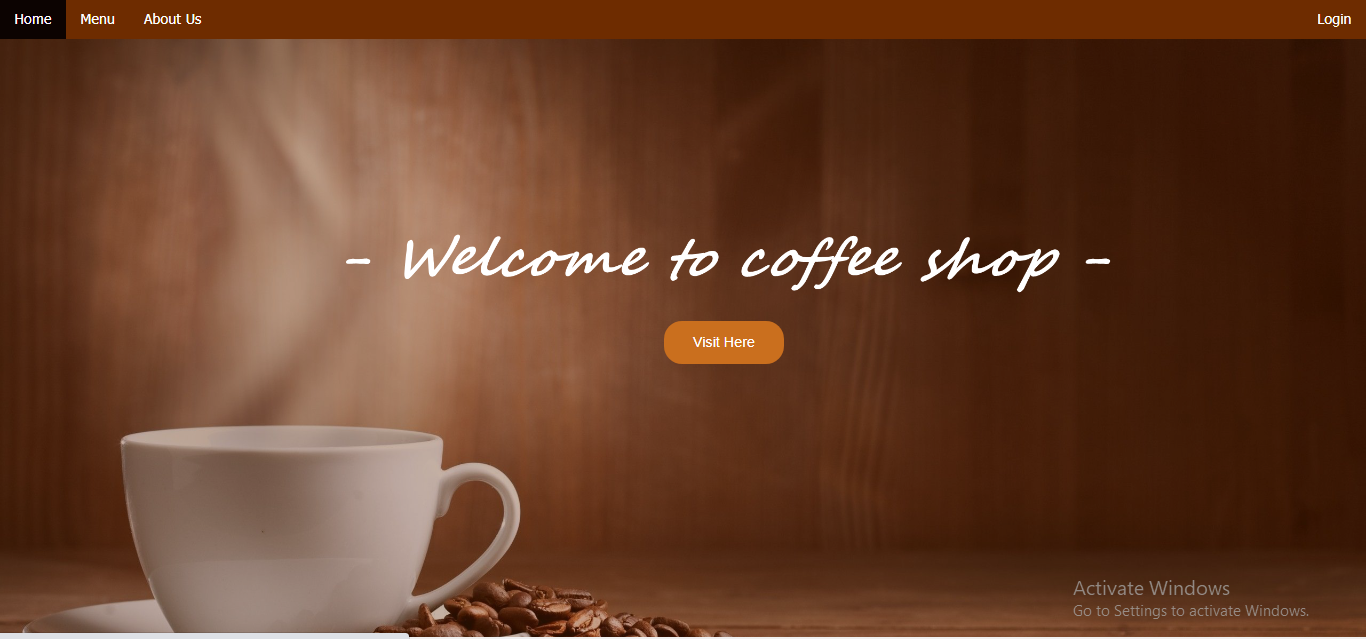 Home Menu About Us Login
- Welcome to coffee shop -
Visit Here
Activate Windows
Go to Settings to activate Windows.